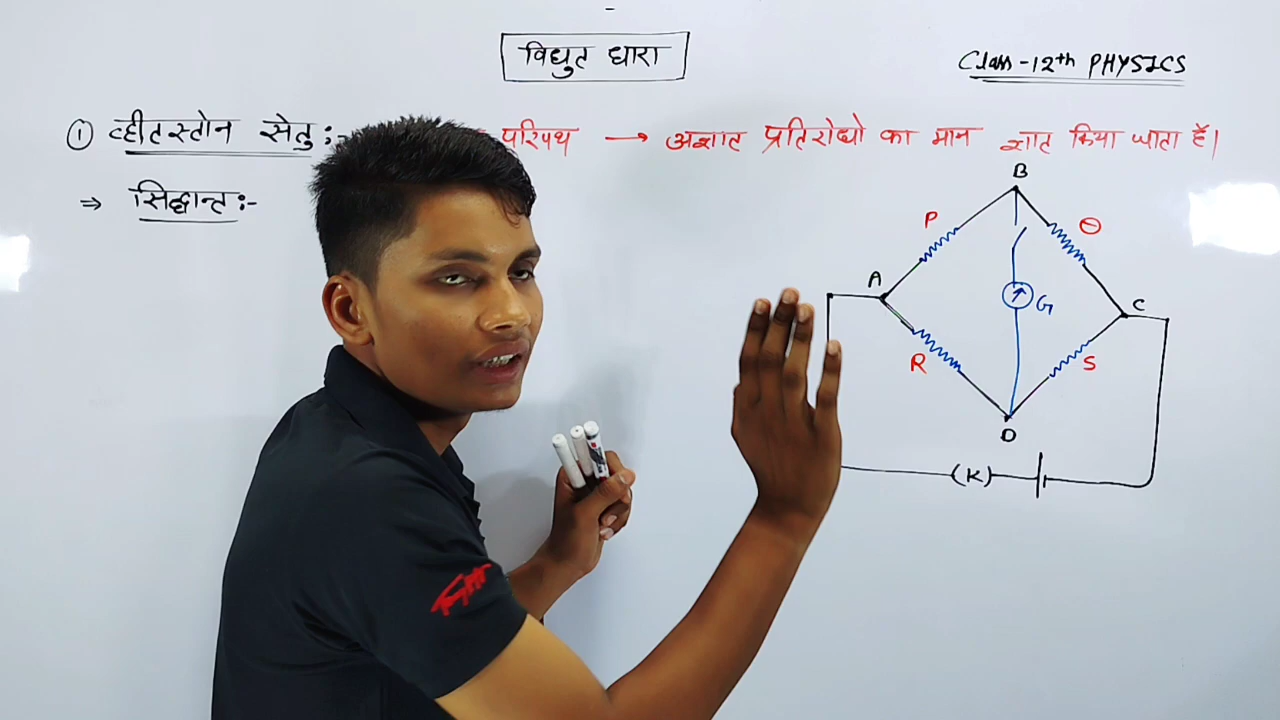 विद्युत धारा
Class-12th PHYSICS
① व्हीटस्टोन सेतु :- परिपथ → अज्ञात प्रतिरोधो का मान ज्ञात किया जाता है।
⇒ सिद्धान्त :-
B
P
Q
A
G
C
R
S
D
(K)